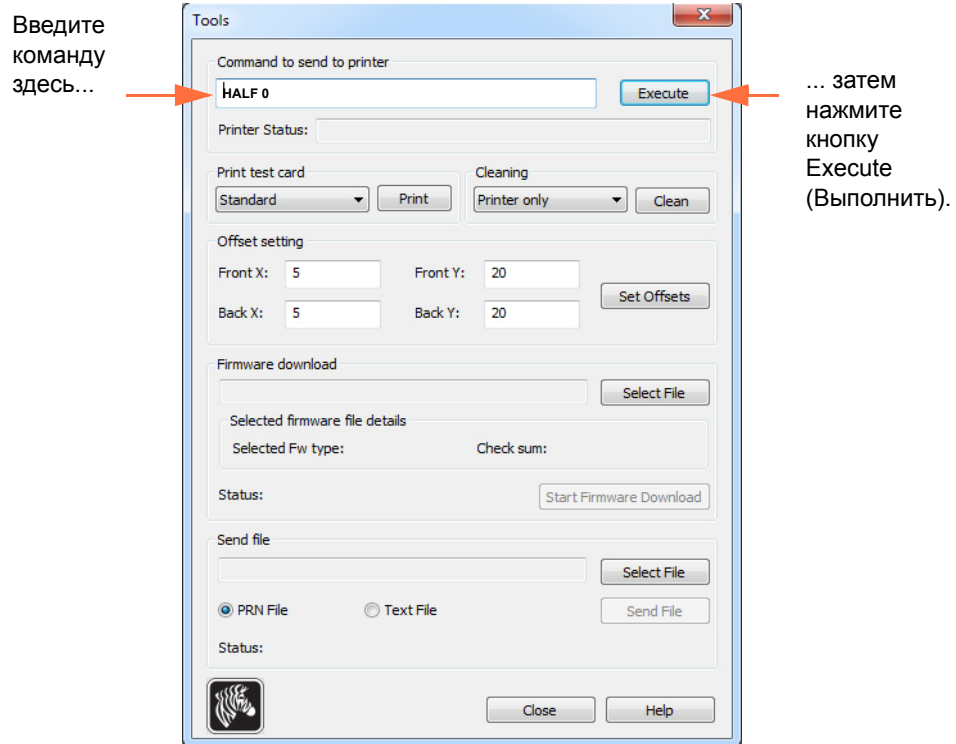 Введите
команду
здесь...
Tools
Command to send to printer
HALF 0
Execute
Printer Status:
... затем
нажмите
кнопку
Execute
(Выполнить).
Print test card
Standard
Print
Cleaning
Printer only
Clean
Offset setting
Front X: 5 Front Y: 20
Set Offsets
Back X: 5 Back Y: 20
Firmware download
Select File
Selected firmware file details
Selected Fw type: Check sum:
Status:
Start Firmware Download
Send file
Select File
PRN File Text File
Send File
Status:
Close Help